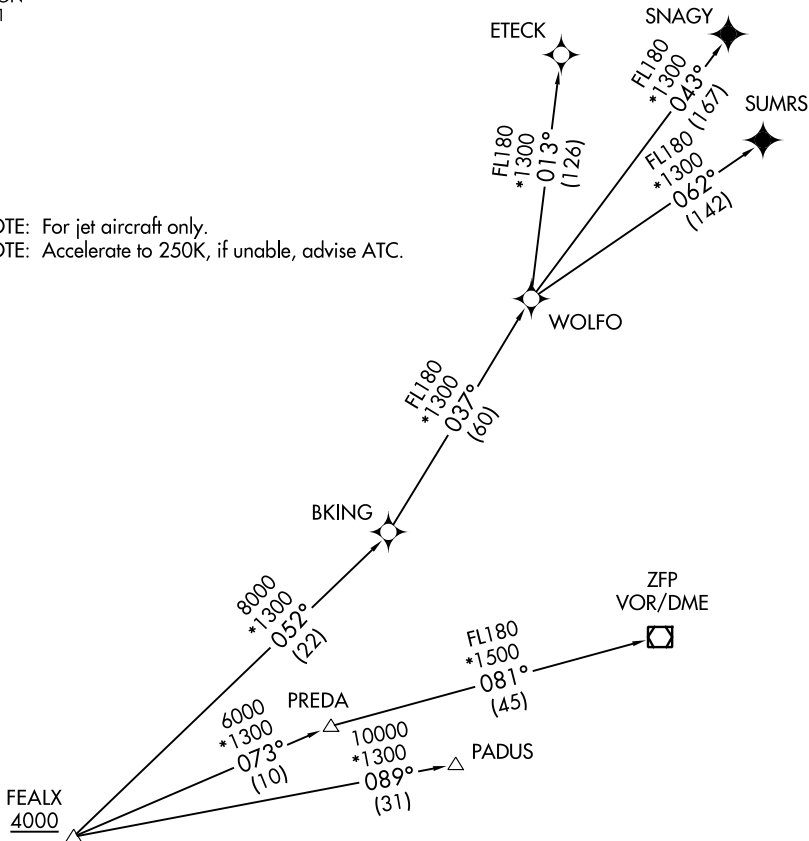 ETECK
SNAGY
SUMRS
FL180
*1300
043°
(167)
FL180
*1300
013°
(126)
FL180
*1300
062°
(142)
OTE: For jet aircraft only.
OTE: Accelerate to 250K, if unable, advise ATC.
WOLFO
FL180
*1300
037°
(60)
BKING
8000
*1300
052°
(22)
ZFP
VOR/DME
FL180
*1500
081°
(45)
PREDA
6000
*1300
073°
(10)
10000
*1300
089°
(31)
PADUS
FEALX
4000